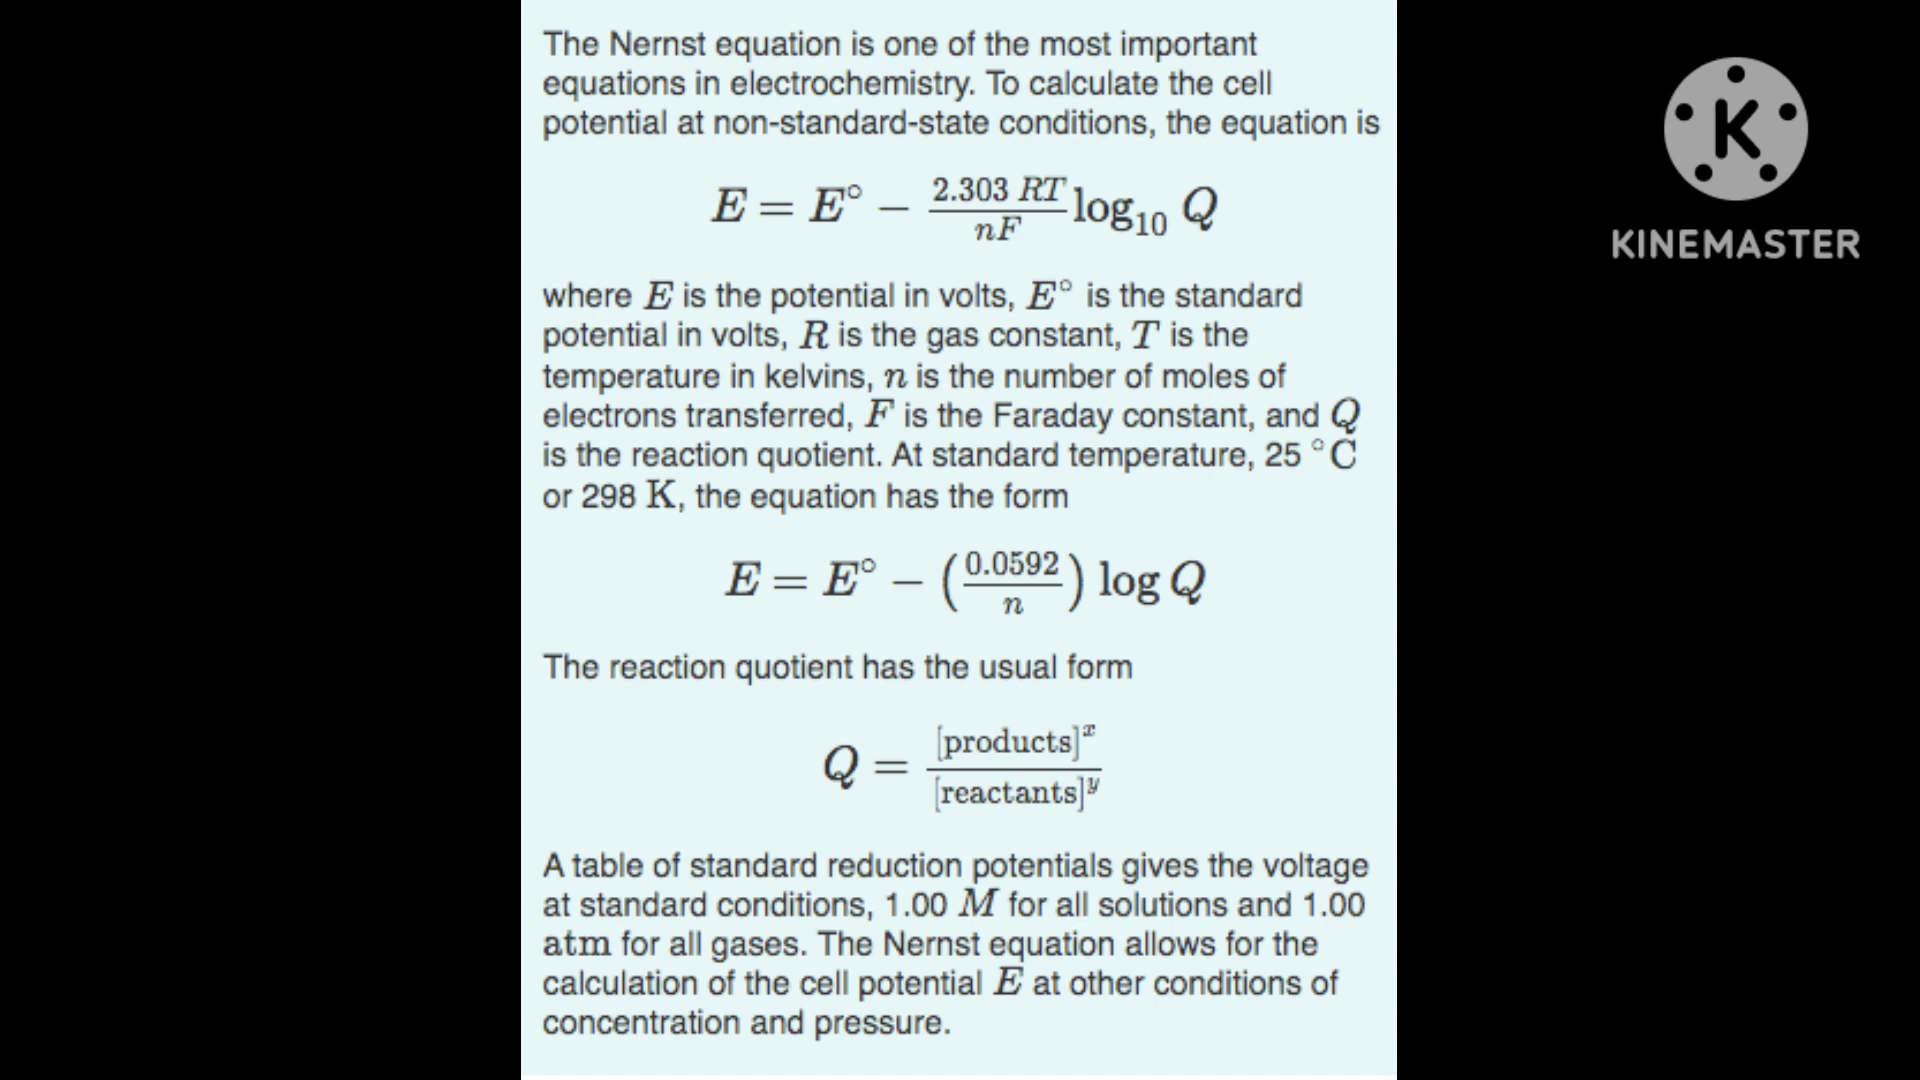 The Nernst equation is one of the most important
equations in electrochemistry. To calculate the cell
potential at non-standard-state conditions, the equation is
E = E° − 2.303 RT / nF log₁₀ Q
where E is the potential in volts, E° is the standard
potential in volts, R is the gas constant, T is the
temperature in kelvins, n is the number of moles of
electrons transferred, F is the Faraday constant, and Q
is the reaction quotient. At standard temperature, 25 °C
or 298 K, the equation has the form
E = E° − (0.0592 / n) log Q
The reaction quotient has the usual form
Q = [products]ˣ / [reactants]ʸ
A table of standard reduction potentials gives the voltage
at standard conditions, 1.00 M for all solutions and 1.00
atm for all gases. The Nernst equation allows for the
calculation of the cell potential E at other conditions of
concentration and pressure.
K
KINEMASTER